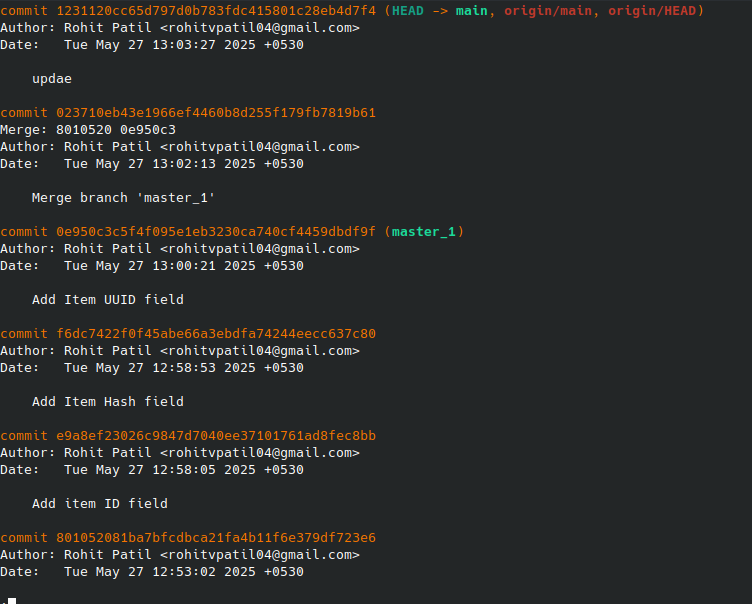 commit 1231120cc65d797d0b783fdc415801c28eb4d7f4 (HEAD -> main, origin/main, origin/HEAD)
Author: Rohit Patil <rohitvpatil04@gmail.com>
Date:   Tue May 27 13:03:27 2025 +0530
updae
commit 023710eb43e1966ef4460b8d255f179fb7819b61
Merge: 8010520 0e950c3
Author: Rohit Patil <rohitvpatil04@gmail.com>
Date:   Tue May 27 13:02:13 2025 +0530
Merge branch 'master_1'
commit 0e950c3c5f4f095e1eb3230ca740cf4459dbdf9f (master_1)
Author: Rohit Patil <rohitvpatil04@gmail.com>
Date:   Tue May 27 13:00:21 2025 +0530
Add Item UUID field
commit f6dc7422f0f45abe66a3ebdfa74244eecc637c80
Author: Rohit Patil <rohitvpatil04@gmail.com>
Date:   Tue May 27 12:58:53 2025 +0530
Add Item Hash field
commit e9a8ef23026c9847d7040ee37101761ad8fec8bb
Author: Rohit Patil <rohitvpatil04@gmail.com>
Date:   Tue May 27 12:58:05 2025 +0530
Add item ID field
commit 801052081ba7bfcdbca21fa4b11f6e379df723e6
Author: Rohit Patil <rohitvpatil04@gmail.com>
Date:   Tue May 27 12:53:02 2025 +0530
: